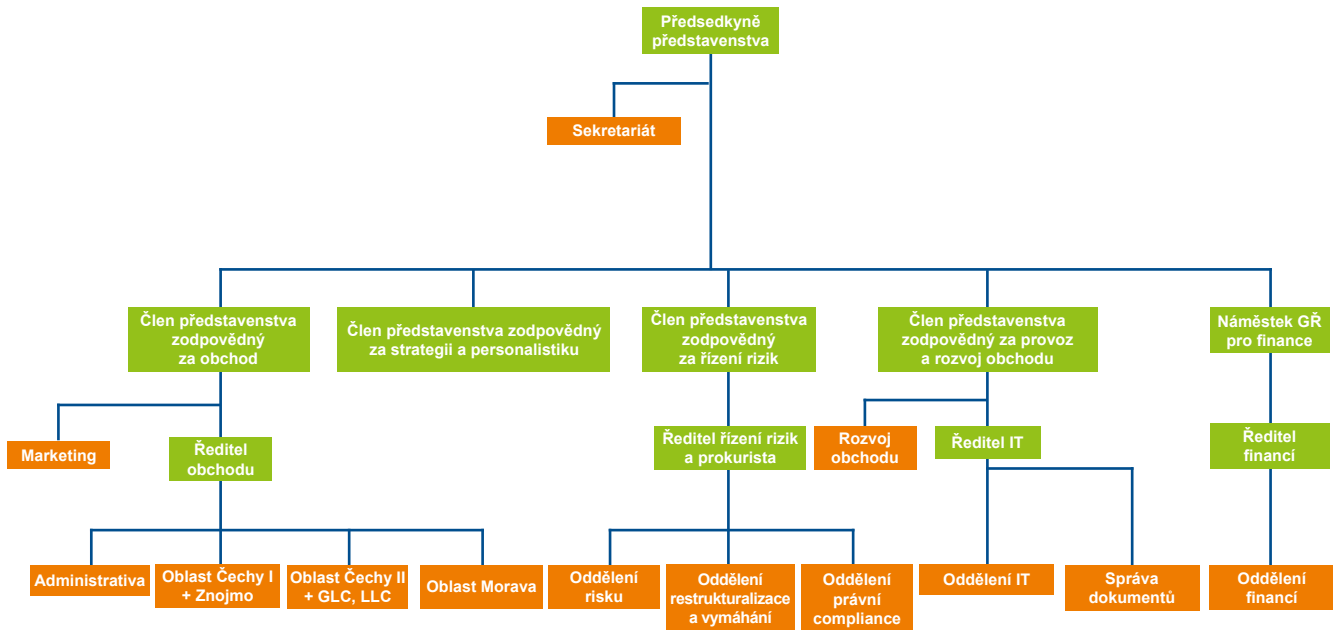 Předsedkyně
představenstva
Sekretariát
Člen představenstva
zodpovědný
za obchod
Člen představenstva zodpovědný
za strategii a personalistiku
Člen představenstva
zodpovědný
za řízení rizik
Člen představenstva
zodpovědný za provoz
a rozvoj obchodu
Náměstek GŘ
pro finance
Marketing
Ředitel
obchodu
Ředitel řízení rizik
a prokurista
Rozvoj
obchodu
Ředitel IT
Ředitel
financí
Administrativa
Oblast Čechy I
+ Znojmo
Oblast Čechy II
+ GLC, LLC
Oblast Morava
Oddělení
risku
Oddělení
restrukturalizace
a vymáhání
Oddělení
právní
compliance
Oddělení IT
Správa
dokumentů
Oddělení
financí